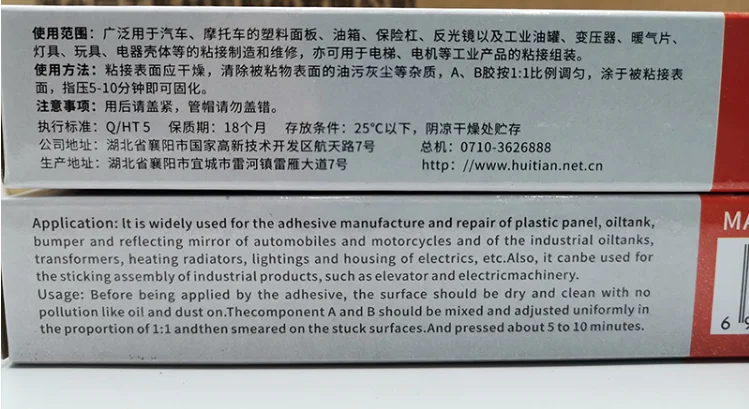 使用范围：广泛用于汽车、摩托车的塑料面板、油箱、保险杠、反光镜以及工业油罐、变压器、暖气片、
灯具、玩具、电器壳体等的粘接制造和维修，亦可用于电梯、电机等工业产品的粘接组装。
使用方法：粘接表面应干燥，清除被粘物表面的油污灰尘等杂质，A、B胶按1:1比例调匀，涂于被粘接表
面，指压5-10分钟即可固化。
注意事项：用后请盖紧，管帽请勿盖错。
执行标准：Q/HT 5 保质期：18个月 存放条件：25℃以下，阴凉干燥处贮存
公司地址：湖北省襄阳市国家高新技术开发区航天路7号 总机：0710-3626888
生产地址：湖北省襄阳市宜城市雷河镇雷雁大道7号 http：//www.huitian.net.cn
Application: It is widely used for the adhesive manufacture and repair of plastic panel, oiltank,
bumper and reflecting mirror of automobiles and motorcycles and of the industrial oiltanks,
transformers, heating radiators, lightings and housing of electrics, etc.Also, it canbe used for
the sticking assembly of industrial products, such as elevator and electricmachinery.
Usage: Before being applied by the adhesive, the surface should be dry and clean with no
pollution like oil and dust on.Thecomponent A and B should be mixed and adjusted uniformly in
the proportion of 1:1 andthen smeared on the stuck surfaces.And pressed about 5 to 10 minutes.
MA
6 9